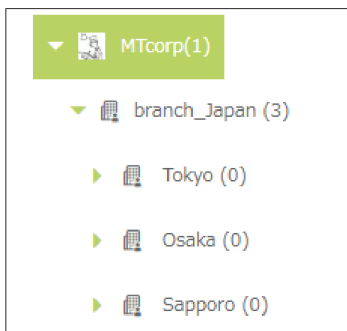 MTcorp(1)
branch_Japan (3)
Tokyo (0)
Osaka (0)
Sapporo (0)